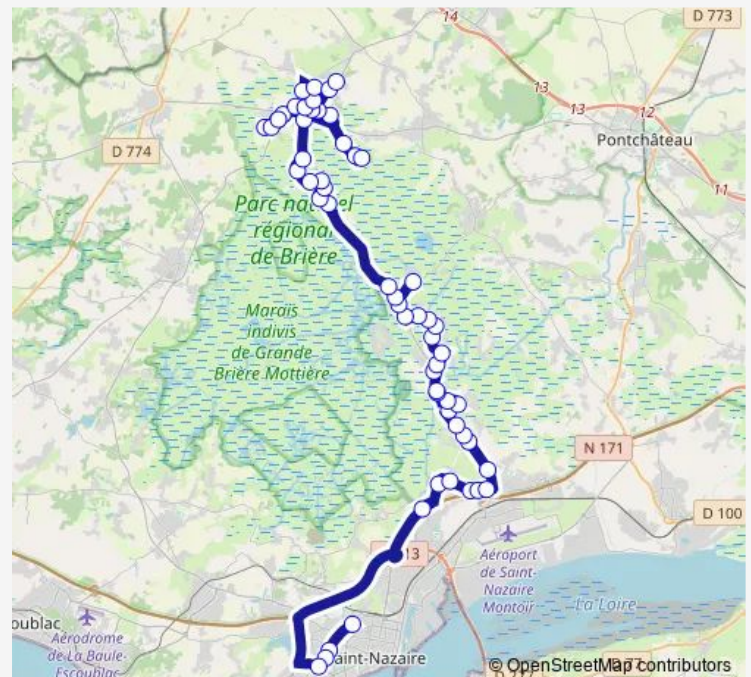 14
D 773
13
13
12
Pontchâteau
D 774
11
Parc na el
régiona
de Brière
Marais
indivis
de Grande
Brière Mottière
N 171
D 100
13
Aéroport
de Saint-
Nazaire
Montoir
La Loire
oublac
Aérodrome
de La Baule-
Escoublac
aint-Nazaire
© OpenStreetMap contributors